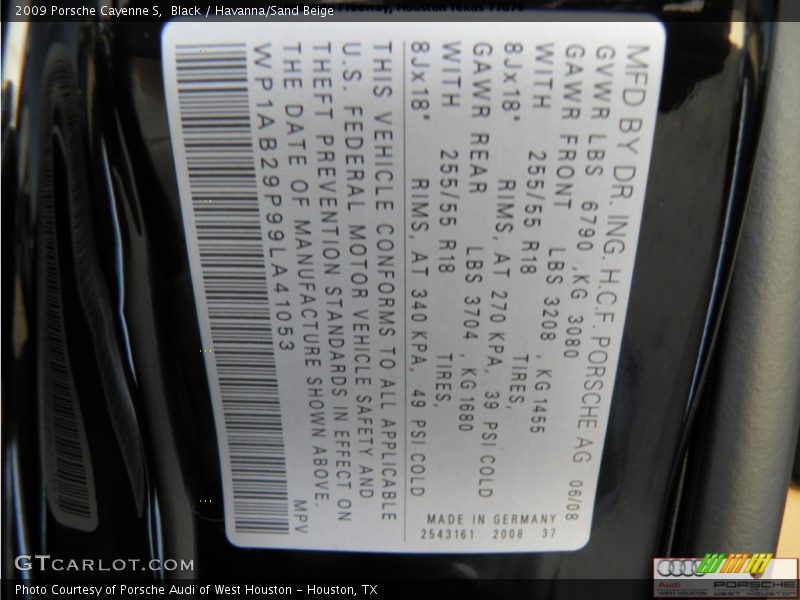 2009 Porsche Cayenne S, Black / Havanna/Sand Beige
MFD BY DR. ING. H.C.F. PORSCHE AG 06/08
GVWR LBS 6790 ,KG 3080
GAWR FRONT LBS 3208 ,KG 1455
WITH 255/55 R18 TIRES,
8Jx18" RIMS, AT 270 KPA, 39 PSI COLD
GAWR REAR LBS 3704 ,KG 1680
WITH 255/55 R18 TIRES,
8Jx18" RIMS, AT 340 KPA, 49 PSI COLD
MADE IN GERMANY
2543161 2008 37
THIS VEHICLE CONFORMS TO ALL APPLICABLE
U.S. FEDERAL MOTOR VEHICLE SAFETY AND
THEFT PREVENTION STANDARDS IN EFFECT ON
THE DATE OF MANUFACTURE SHOWN ABOVE.
WP1AB29P99LA41053 MPV
GTCARLOT.COM
Photo Courtesy of Porsche Audi of West Houston - Houston, TX
Audi PORSCHE
WEST HOUSTON west houston